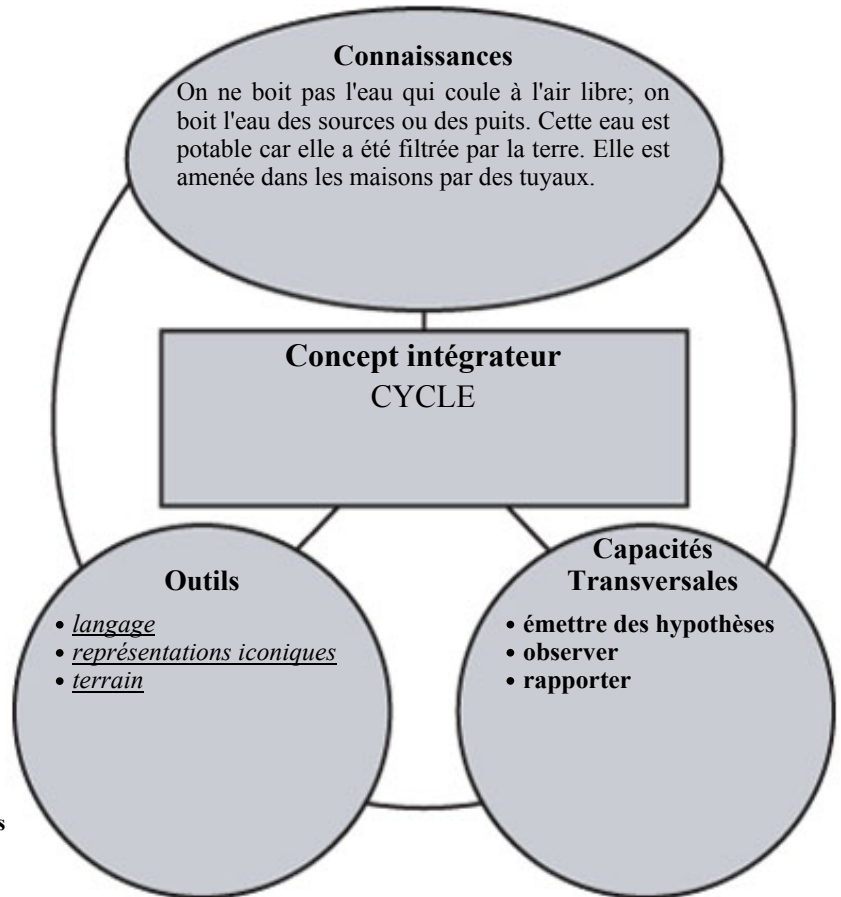 Connaissances
On ne boit pas l'eau qui coule à l'air libre; on
boit l'eau des sources ou des puits. Cette eau est
potable car elle a été filtrée par la terre. Elle est
amenée dans les maisons par des tuyaux.
Concept intégrateur
CYCLE
Outils
• langage
• représentations iconiques
• terrain
Capacités
Transversales
• émettre des hypothèses
• observer
• rapporter
s